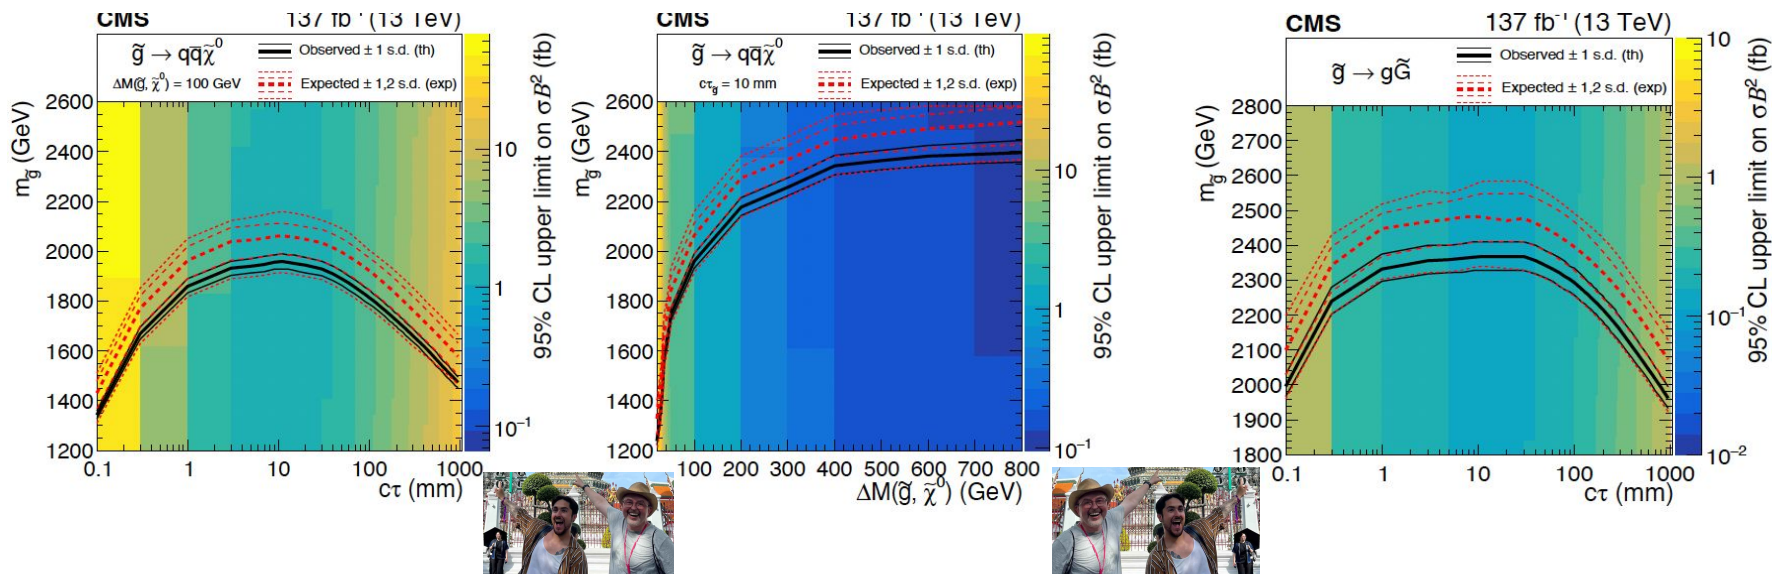 CMS 137 fb⁻¹ (13 TeV)
g̃ → qq̄χ̃⁰
ΔM(g̃, χ̃⁰) = 100 GeV
Observed ± 1 s.d. (th)
Expected ± 1,2 s.d. (exp)
m_g̃ (GeV)
2600
2400
2200
2000
1800
1600
1400
1200
0.1 1 10 100 1000
cτ (mm)
10
1
10⁻¹
95% CL upper limit on σB² (fb)
CMS 137 fb⁻¹ (13 TeV)
g̃ → qq̄χ̃⁰
cτ_g̃ = 10 mm
Observed ± 1 s.d. (th)
Expected ± 1,2 s.d. (exp)
m_g̃ (GeV)
2600
2400
2200
2000
1800
1600
1400
1200
100 200 300 400 500 600 700 800
ΔM(g̃, χ̃⁰) (GeV)
10
1
10⁻¹
95% CL upper limit on σB² (fb)
CMS 137 fb⁻¹ (13 TeV)
g̃ → gG̃
Observed ± 1 s.d. (th)
Expected ± 1,2 s.d. (exp)
m_g̃ (GeV)
2800
2700
2600
2500
2400
2300
2200
2100
2000
1900
1800
0.1 1 10 100 1000
cτ (mm)
10
1
10⁻¹
10⁻²
95% CL upper limit on σB² (fb)